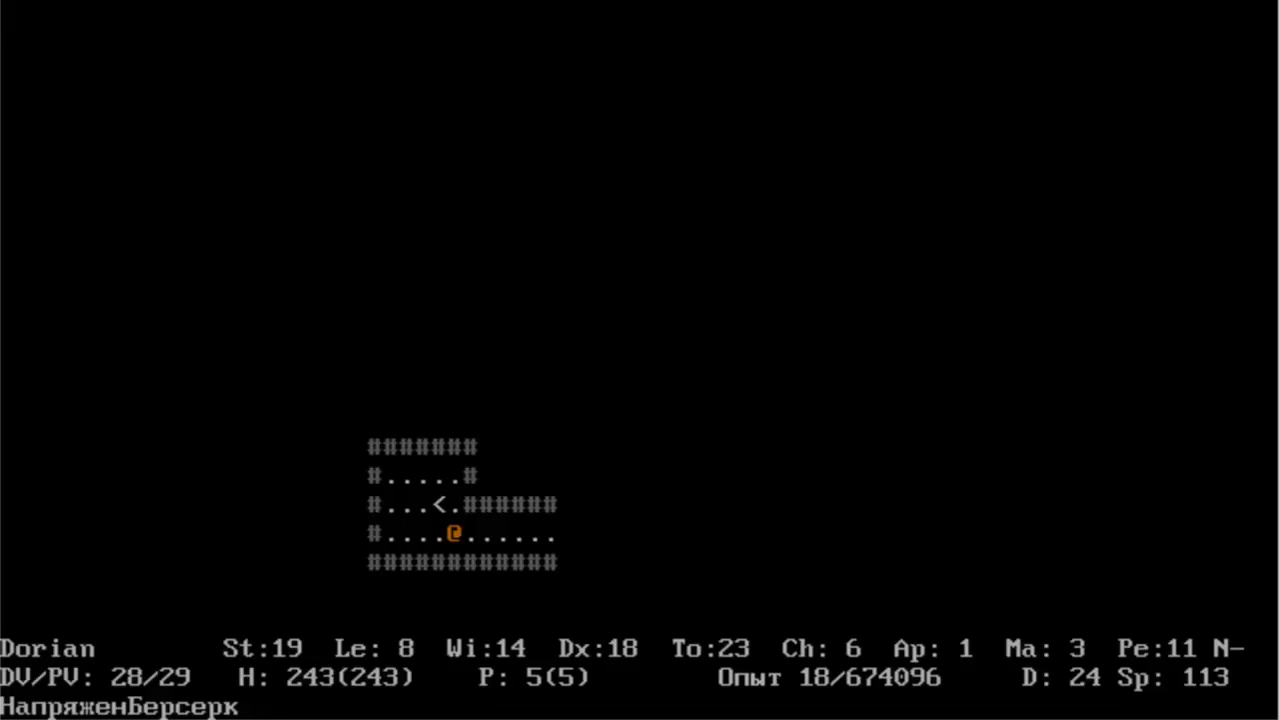 #######
#.....#
#...<.######
#....@......
############
Dorian St:19 Le: 8 Wi:14 Dx:18 To:23 Ch: 6 Ap: 1 Ma: 3 Pe:11 N-
DV/PV: 28/29 H: 243(243) P: 5(5) Опыт 18/674096 D: 24 Sp: 113
НапряженБерсерк